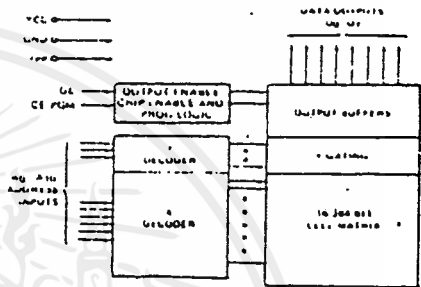 DATA OUTPUTS
VCC
GND
VPP
OUTPUT ENABLE
CHIP ENABLE AND
PROG LOGIC
OE
CE PGM
OUTPUT BUFFERS
Y
DECODER
Y GATING
ADDRESS
INPUTS
X
DECODER
CELL MATRIX